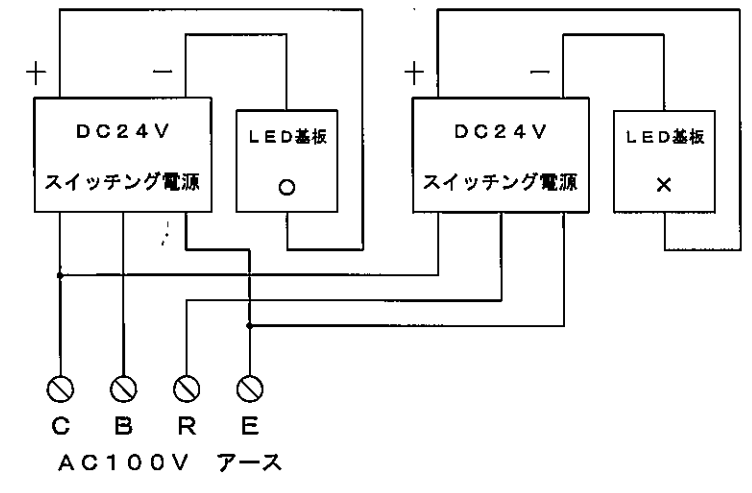 + − + −
DC24V
スイッチング電源
LED基板
○
DC24V
スイッチング電源
LED基板
×
C B R E
AC100V アース